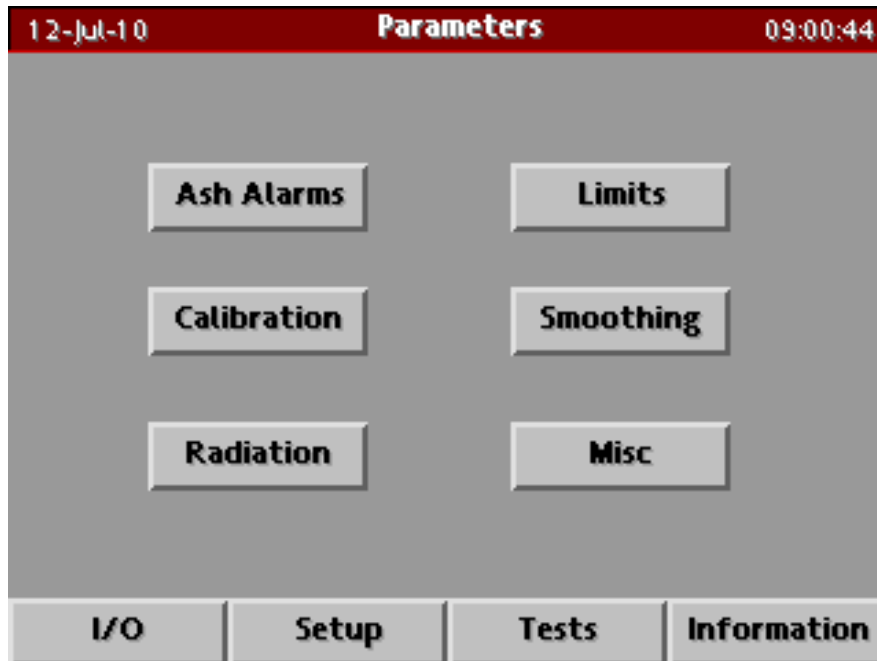 12-Jul-10 Parameters 09:00:44
Ash Alarms Limits
Calibration Smoothing
Radiation Misc
I/O Setup Tests Information